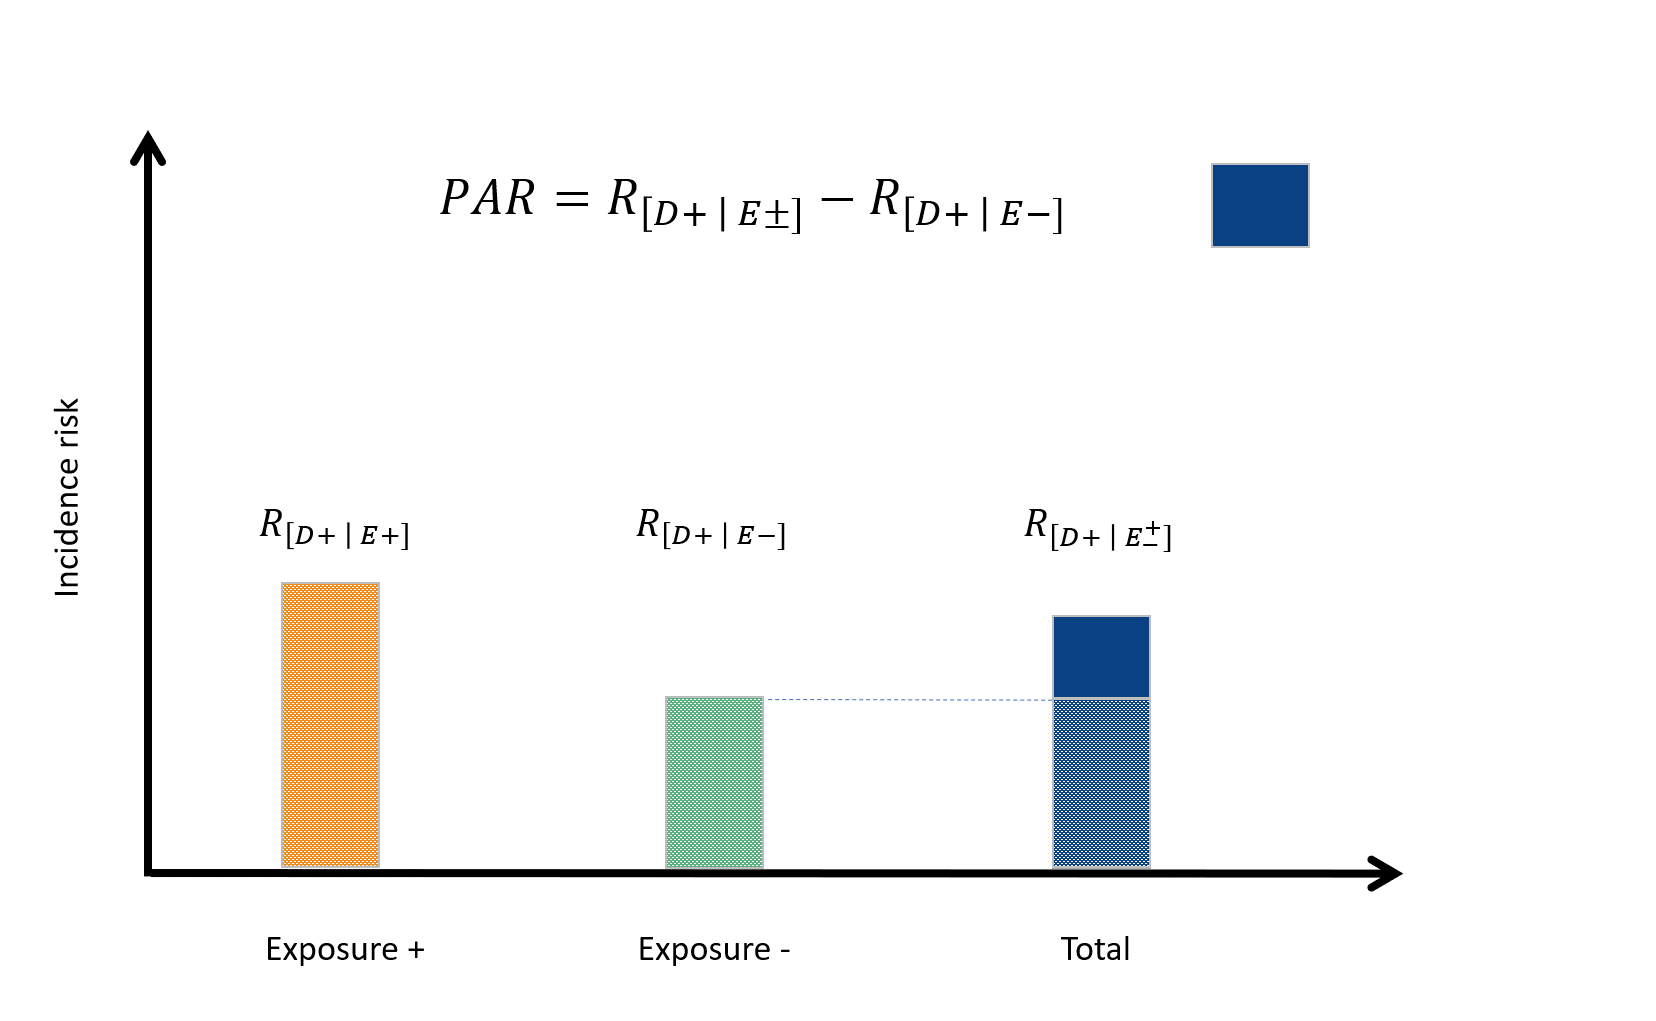 PAR = R[D+ | E±] − R[D+ | E−]
Incidence risk
R[D+ | E+]
R[D+ | E−]
R[D+ | E±]
Exposure +
Exposure -
Total